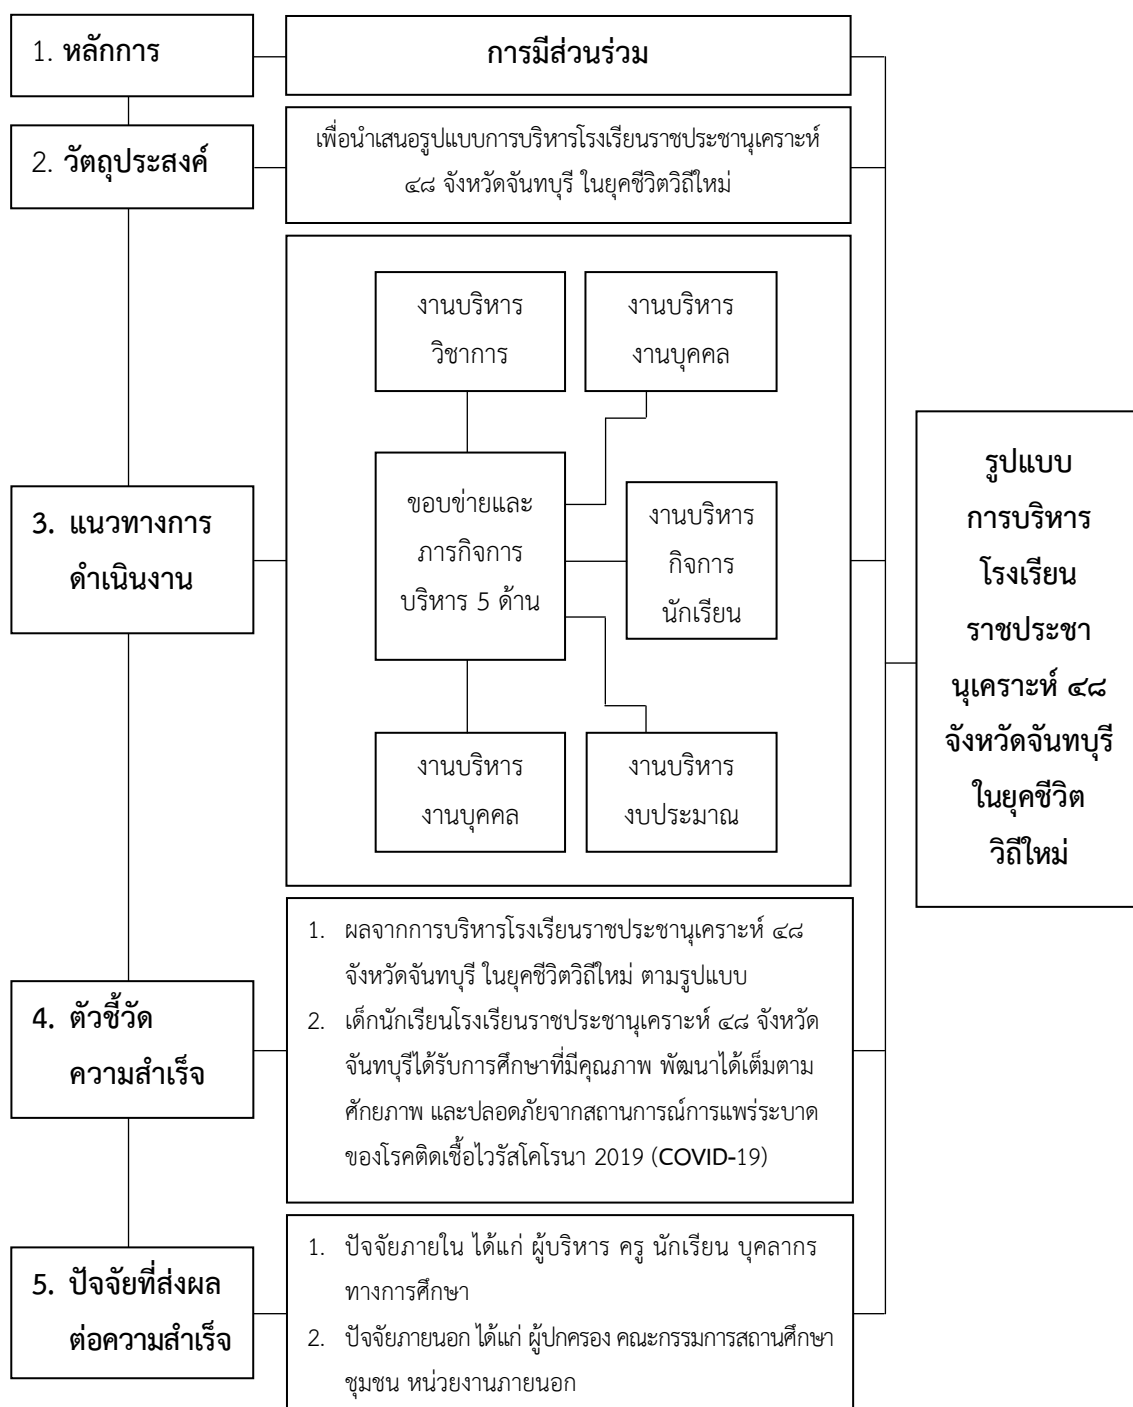 1. หลักการ
การมีส่วนร่วม
2. วัตถุประสงค์
เพื่อนำเสนอรูปแบบการบริหารโรงเรียนราชประชานุเคราะห์
๔๘ จังหวัดจันทบุรี ในยุคชีวิตวิถีใหม่
3. แนวทางการ
ดำเนินงาน
งานบริหาร
วิชาการ
งานบริหาร
งานบุคคล
ขอบข่ายและ
ภารกิจการ
บริหาร 5 ด้าน
งานบริหาร
กิจการ
นักเรียน
งานบริหาร
งานบุคคล
งานบริหาร
งบประมาณ
4. ตัวชี้วัด
ความสำเร็จ
1. ผลจากการบริหารโรงเรียนราชประชานุเคราะห์ ๔๘
จังหวัดจันทบุรี ในยุคชีวิตวิถีใหม่ ตามรูปแบบ
2. เด็กนักเรียนโรงเรียนราชประชานุเคราะห์ ๔๘ จังหวัด
จันทบุรีได้รับการศึกษาที่มีคุณภาพ พัฒนาได้เต็มตาม
ศักยภาพ และปลอดภัยจากสถานการณ์การแพร่ระบาด
ของโรคติดเชื้อไวรัสโคโรนา 2019 (COVID-19)
5. ปัจจัยที่ส่งผล
ต่อความสำเร็จ
1. ปัจจัยภายใน ได้แก่ ผู้บริหาร ครู นักเรียน บุคลากร
ทางการศึกษา
2. ปัจจัยภายนอก ได้แก่ ผู้ปกครอง คณะกรรมการสถานศึกษา
ชุมชน หน่วยงานภายนอก
รูปแบบ
การบริหาร
โรงเรียน
ราชประชา
นุเคราะห์ ๔๘
จังหวัดจันทบุรี
ในยุคชีวิต
วิถีใหม่